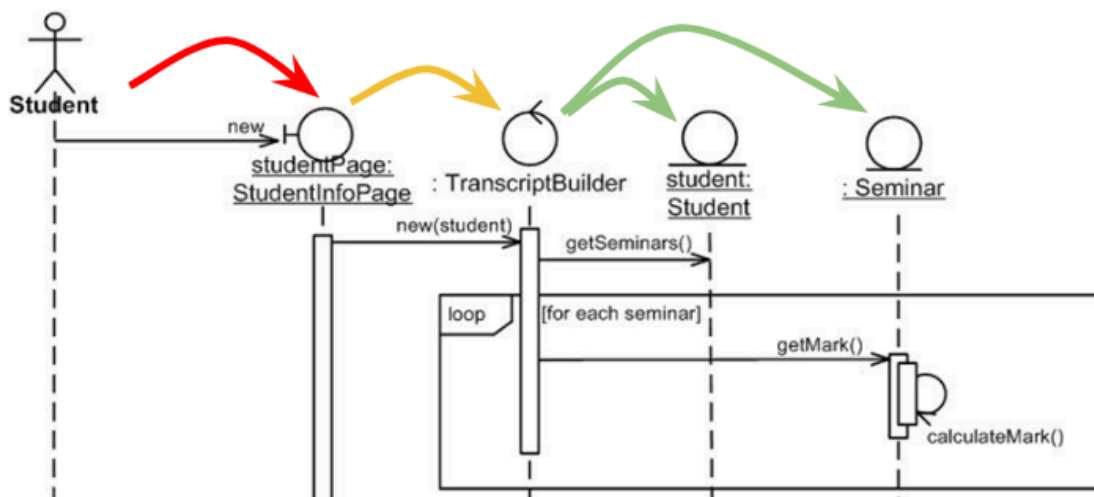 Student
new
studentPage:
StudentInfoPage
: TranscriptBuilder
student:
Student
: Seminar
new(student)
getSeminars()
loop
[for each seminar]
getMark()
calculateMark()